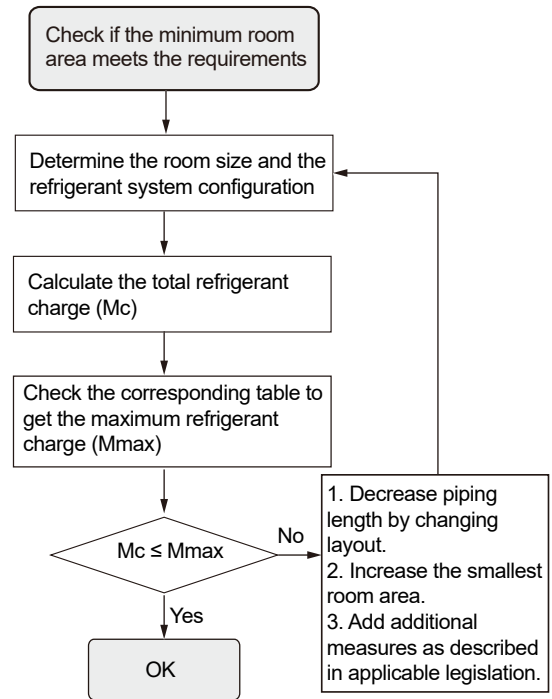 Check if the minimum room
area meets the requirements
Determine the room size and the
refrigerant system configuration
Calculate the total refrigerant
charge (Mc)
Check the corresponding table to
get the maximum refrigerant
charge (Mmax)
Mc ≤ Mmax
No
1. Decrease piping
length by changing
layout.
2. Increase the smallest
room area.
3. Add additional
measures as described
in applicable legislation.
Yes
OK